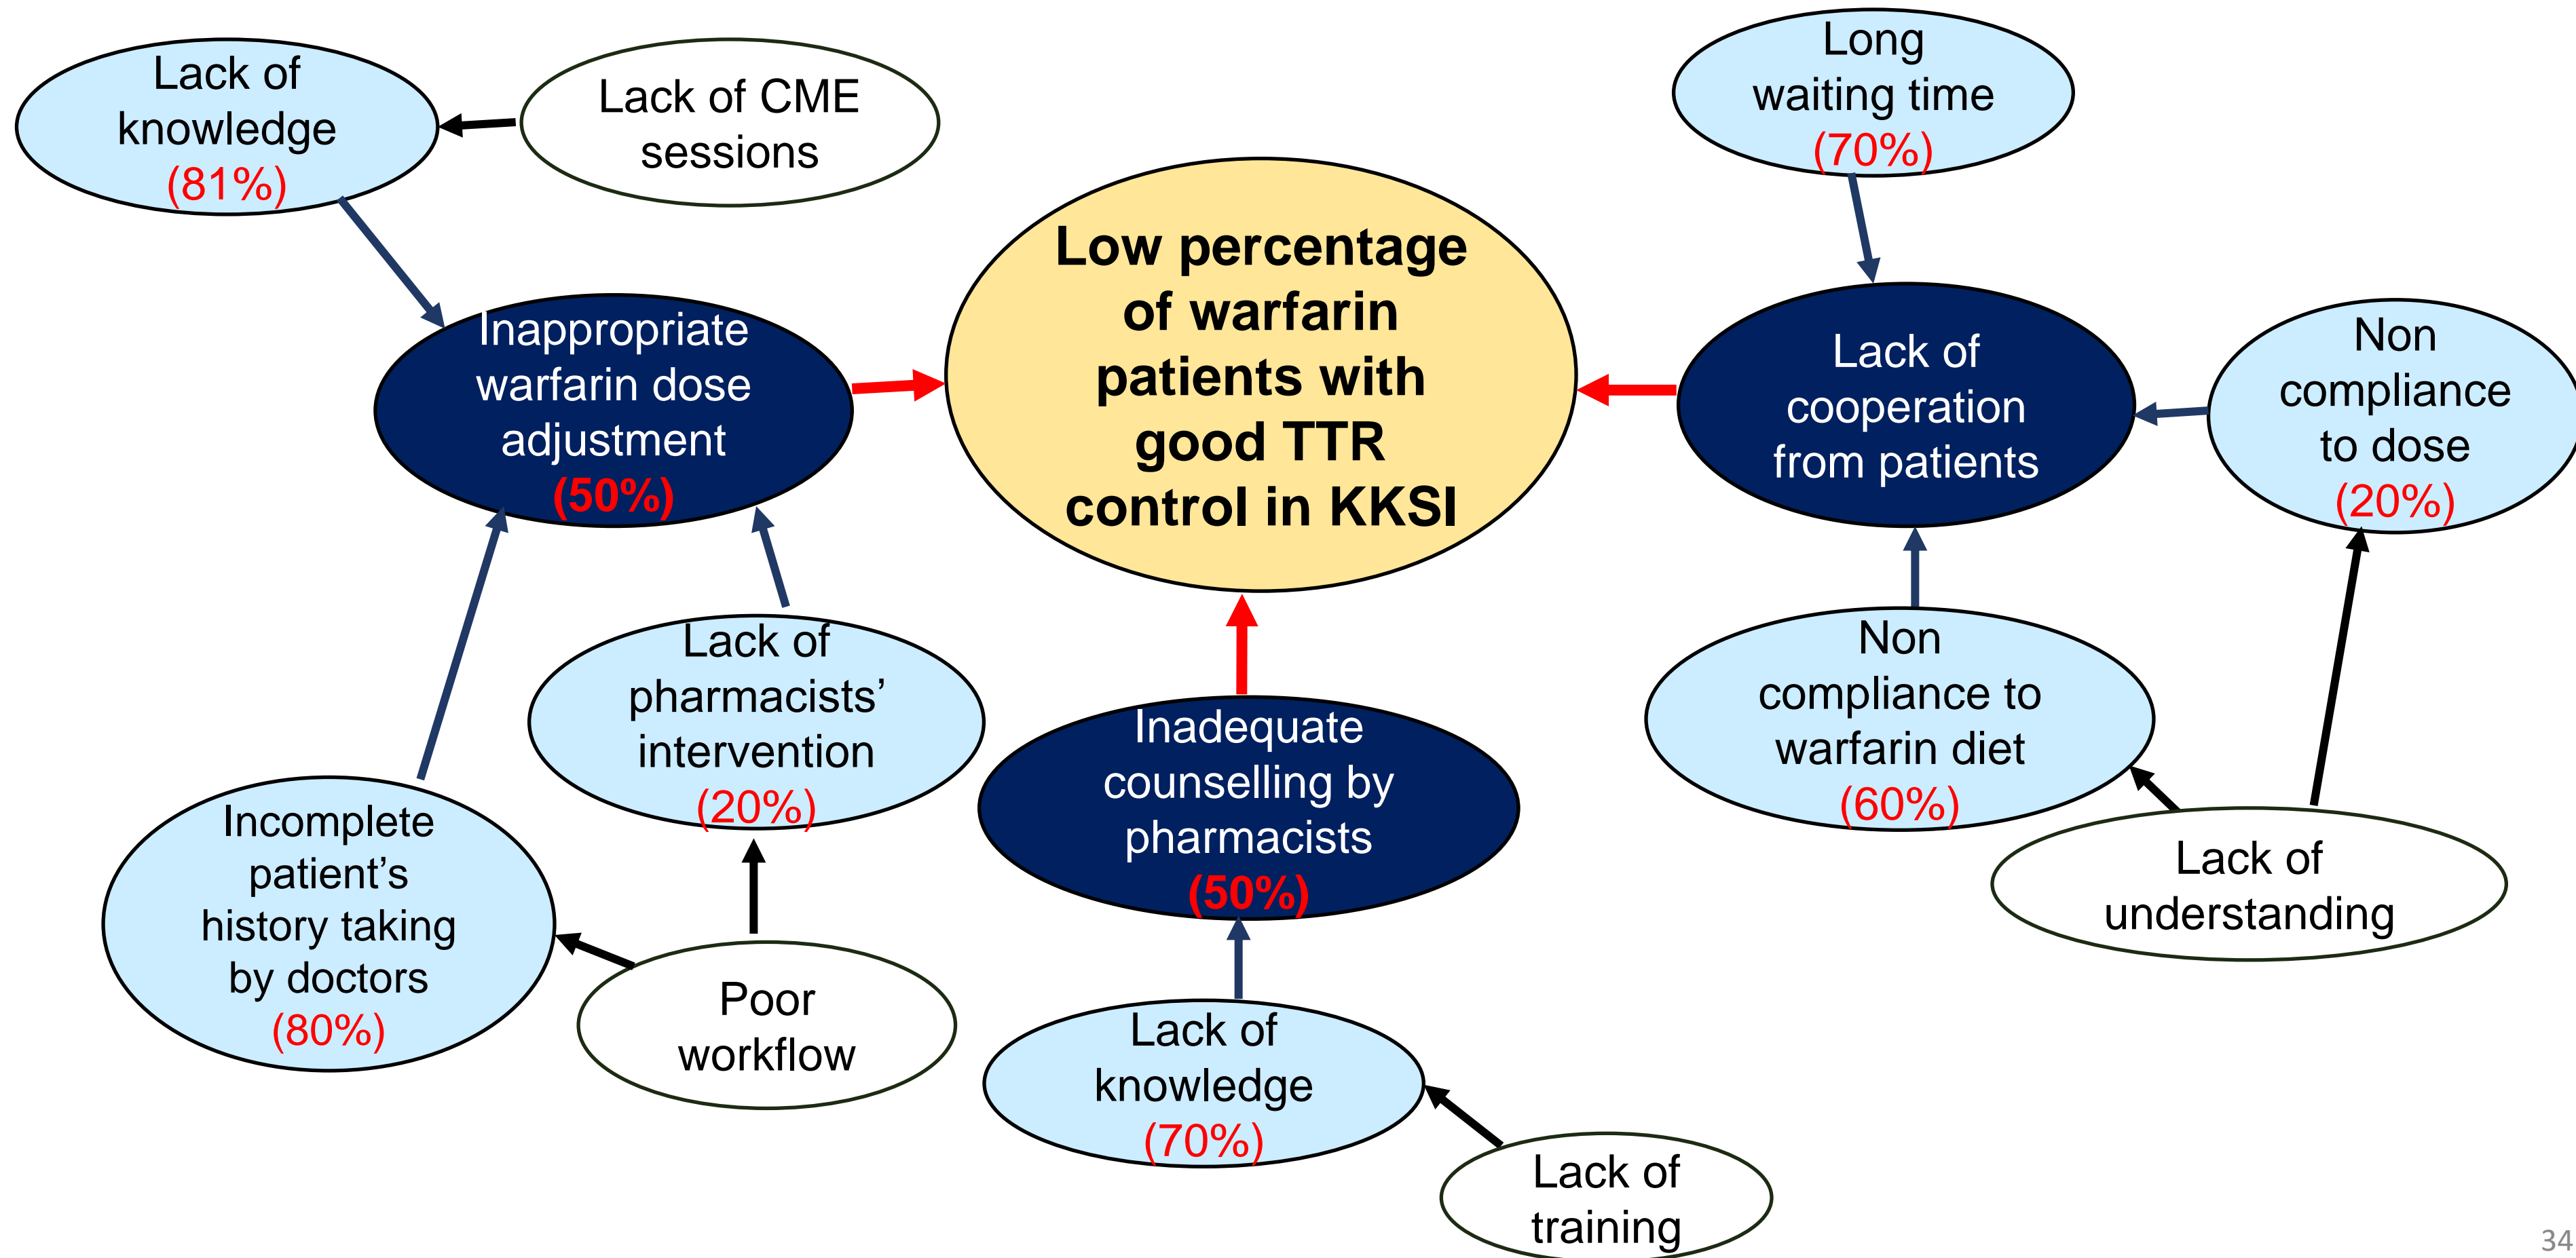 Lack of
knowledge
(81%)
Lack of CME
sessions
Long
waiting time
(70%)
Low percentage
of warfarin
patients with
good TTR
control in KKSI
Inappropriate
warfarin dose
adjustment
(50%)
Lack of
cooperation
from patients
Non
compliance
to dose
(20%)
Lack of
pharmacists’
intervention
(20%)
Non
compliance to
warfarin diet
(60%)
Inadequate
counselling by
pharmacists
(50%)
Incomplete
patient’s
history taking
by doctors
(80%)
Lack of
understanding
Poor
workflow
Lack of
knowledge
(70%)
Lack of
training
34